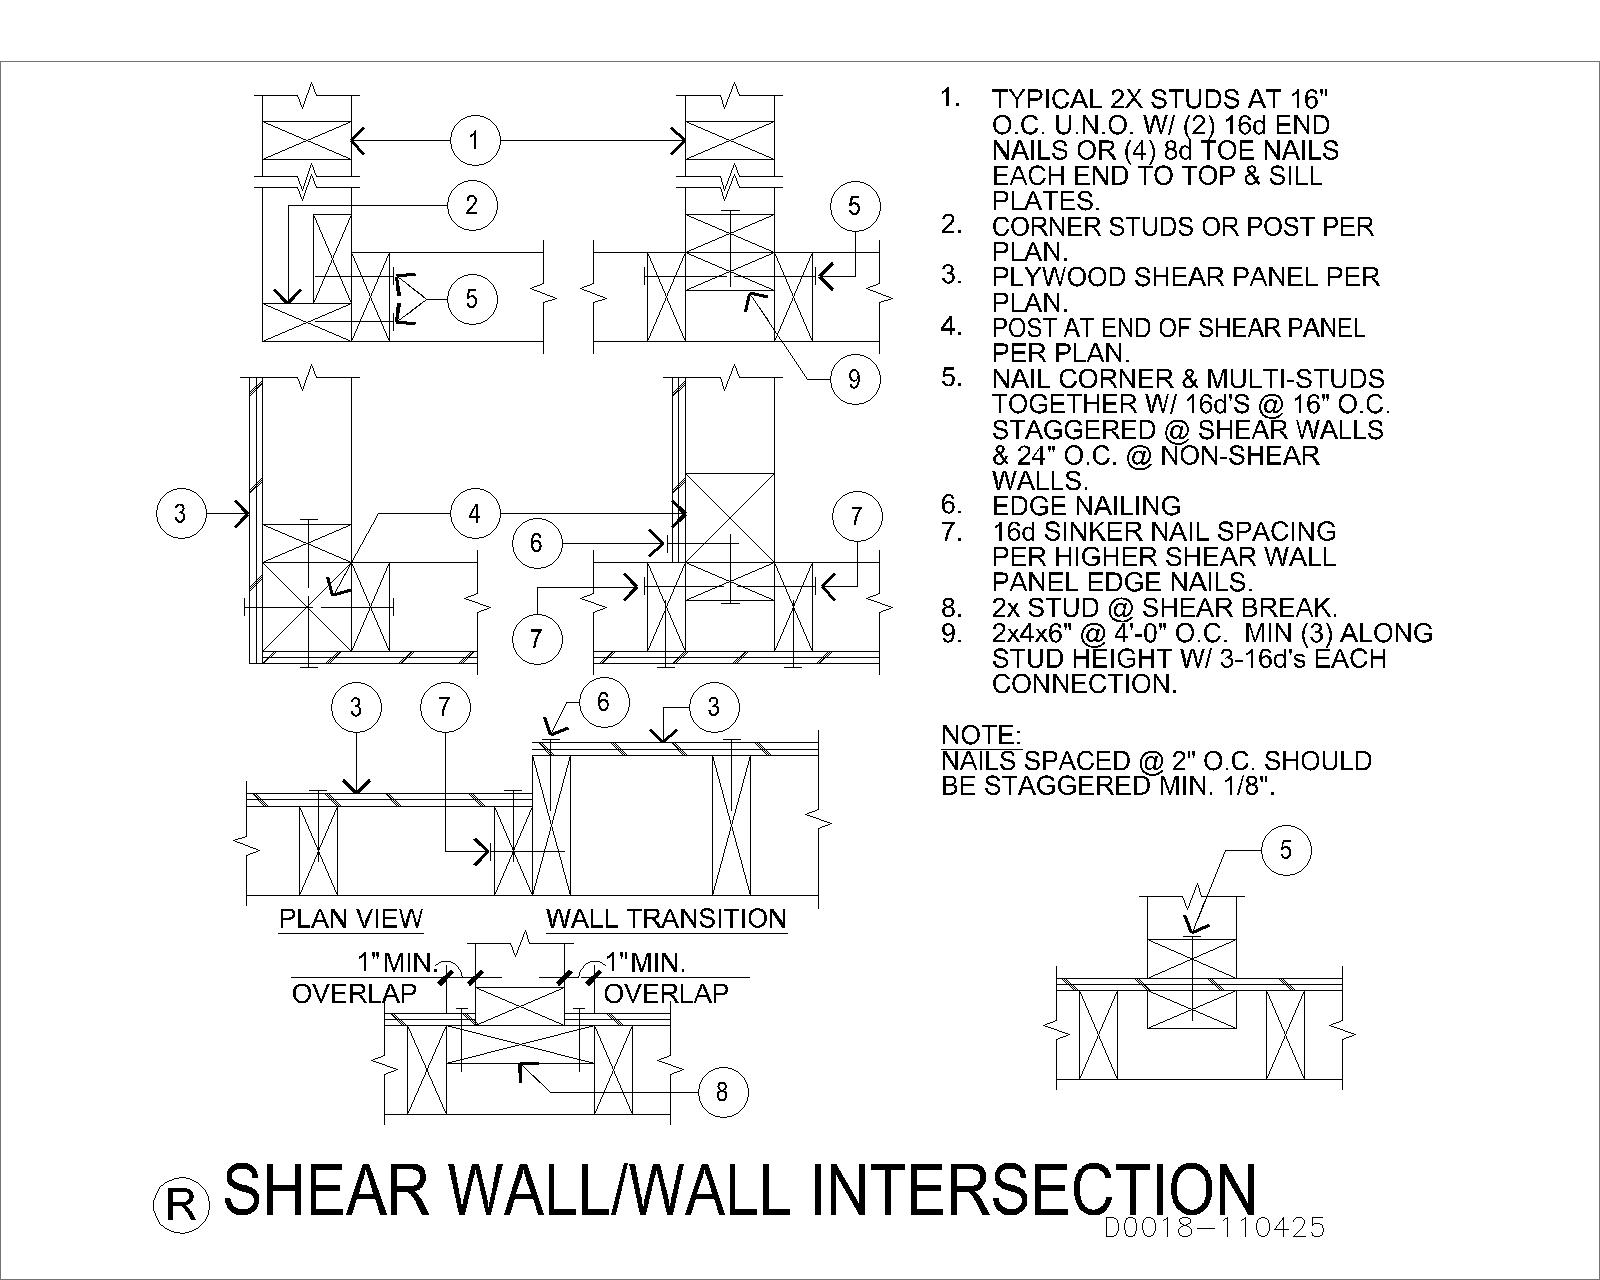 1
2
5
5
9
3
4
6
7
7
3
7
6
3
PLAN VIEW
WALL TRANSITION
1" MIN.
OVERLAP
1" MIN.
OVERLAP
8
1. TYPICAL 2X STUDS AT 16"
O.C. U.N.O. W/ (2) 16d END
NAILS OR (4) 8d TOE NAILS
EACH END TO TOP & SILL
PLATES.
2. CORNER STUDS OR POST PER
PLAN.
3. PLYWOOD SHEAR PANEL PER
PLAN.
4. POST AT END OF SHEAR PANEL
PER PLAN.
5. NAIL CORNER & MULTI-STUDS
TOGETHER W/ 16d'S @ 16" O.C.
STAGGERED @ SHEAR WALLS
& 24" O.C. @ NON-SHEAR
WALLS.
6. EDGE NAILING
7. 16d SINKER NAIL SPACING
PER HIGHER SHEAR WALL
PANEL EDGE NAILS.
8. 2x STUD @ SHEAR BREAK.
9. 2x4x6" @ 4'-0" O.C. MIN (3) ALONG
STUD HEIGHT W/ 3-16d's EACH
CONNECTION.
NOTE:
NAILS SPACED @ 2" O.C. SHOULD
BE STAGGERED MIN. 1/8".
5
R SHEAR WALL/WALL INTERSECTION
D0018-110425